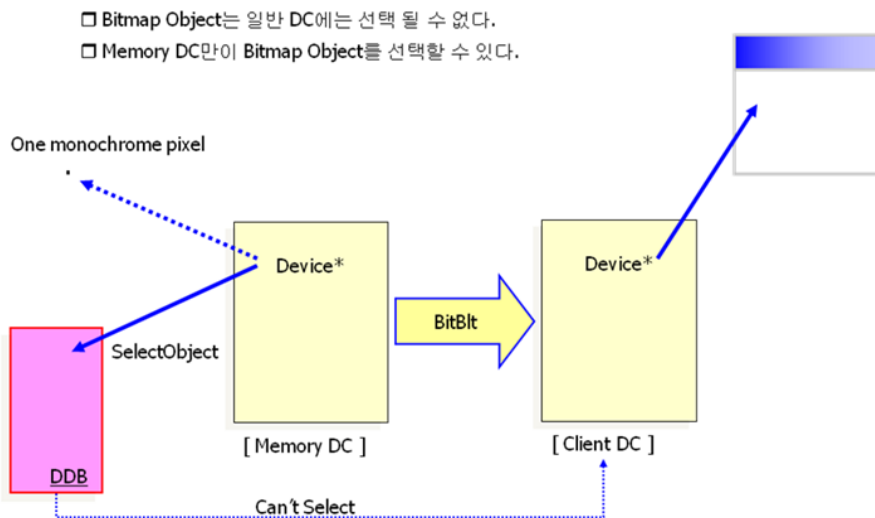 □ Bitmap Object는 일반 DC에는 선택 될 수 없다.
□ Memory DC만이 Bitmap Object를 선택할 수 있다.
One monochrome pixel
Device*
Device*
BitBlt
SelectObject
[ Memory DC ]
[ Client DC ]
DDB
Can't Select